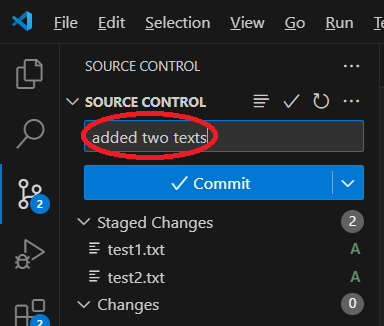 File Edit Selection View Go Run
SOURCE CONTROL
SOURCE CONTROL
added two texts
Commit
2
Staged Changes 2
test1.txt A
test2.txt A
Changes 0
2